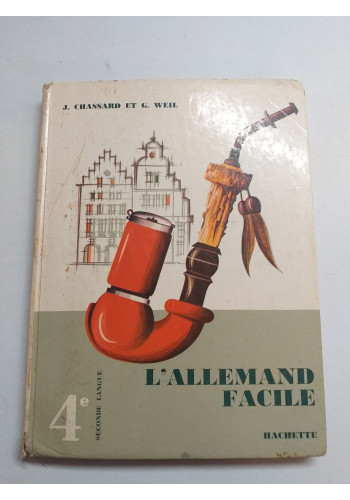 J. CHASSARD ET G. WEIL
L'ALLEMAND
FACILE
4e
SECONDE LANGUE
HACHETTE